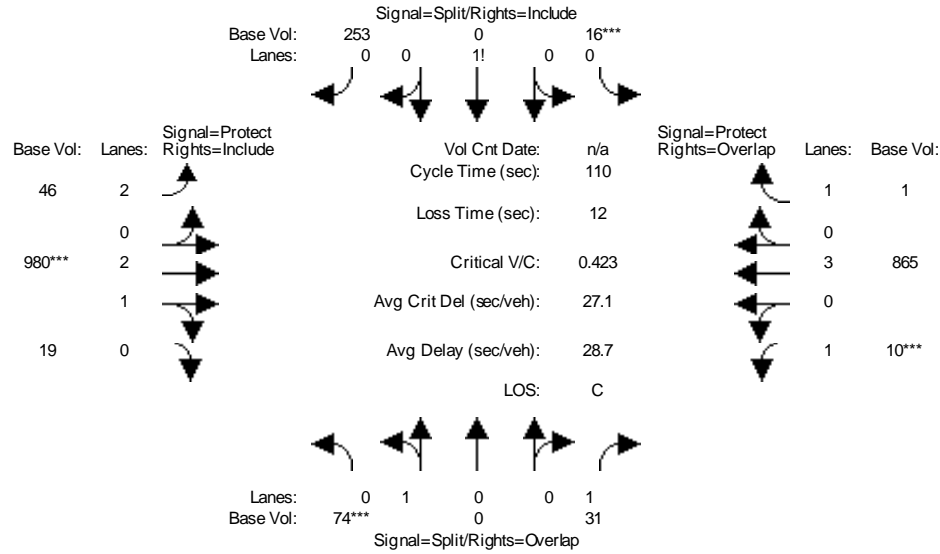 Signal=Split/Rights=Include
Base Vol: 253 0 16***
Lanes: 0 0 1! 0 0
Signal=Protect
Base Vol: Lanes: Rights=Include
Vol Cnt Date: n/a
Signal=Protect
Rights=Overlap Lanes: Base Vol:
Cycle Time (sec): 110
46 2
1 1
Loss Time (sec): 12
0
0
980*** 2
Critical V/C: 0.423
3 865
1
Avg Crit Del (sec/veh): 27.1
0
19 0
Avg Delay (sec/veh): 28.7
1 10***
LOS: C
Lanes: 0 1 0 0 1
Base Vol: 74*** 0 31
Signal=Split/Rights=Overlap